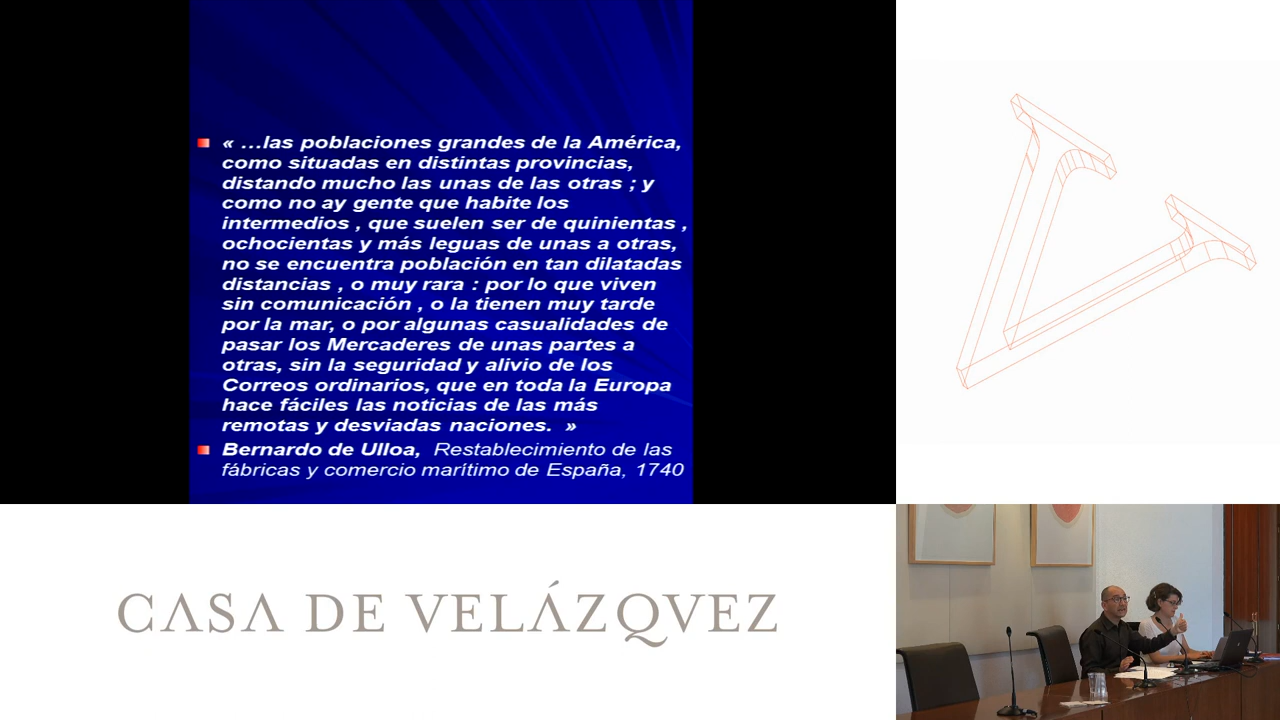 « ...las poblaciones grandes de la América,
como situadas en distintas provincias,
distando mucho las unas de las otras ; y
como no ay gente que habite los
intermedios , que suelen ser de quinientas ,
ochocientas y más leguas de unas a otras,
no se encuentra población en tan dilatadas
distancias , o muy rara : por lo que viven
sin comunicación , o la tienen muy tarde
por la mar, o por algunas casualidades de
pasar los Mercaderes de unas partes a
otras, sin la seguridad y alivio de los
Correos ordinarios, que en toda la Europa
hace fáciles las noticias de las más
remotas y desviadas naciones. »
Bernardo de Ulloa, Restablecimiento de las
fábricas y comercio marítimo de España, 1740
CASA DE VELÁZQVEZ